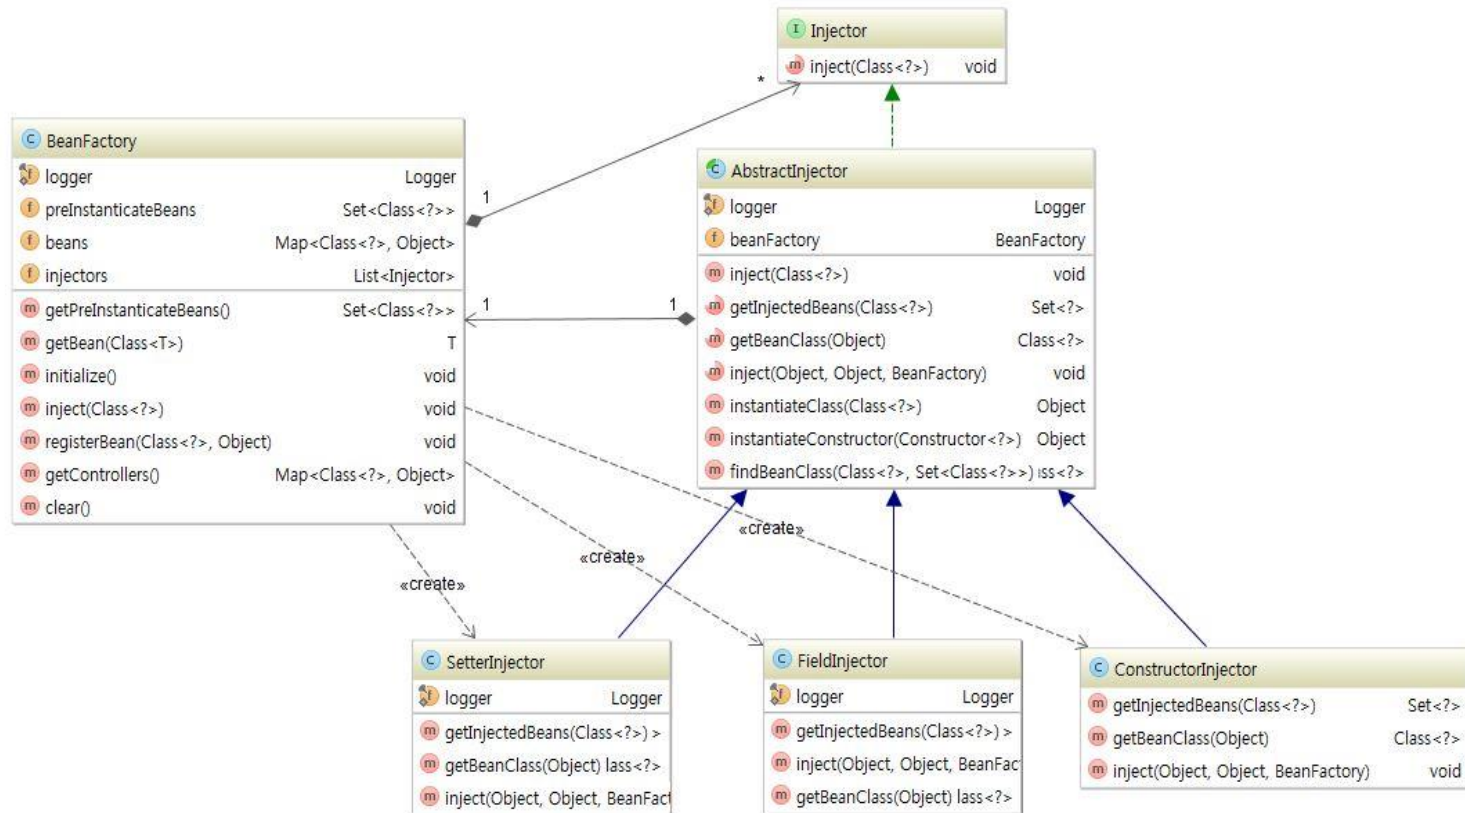 Injector
inject(Class<?>) void
*
BeanFactory
logger Logger
preInstanticateBeans Set<Class<?>>
beans Map<Class<?>, Object>
injectors List<Injector>
getPreInstanticateBeans() Set<Class<?>>
getBean(Class<T>) T
initialize() void
inject(Class<?>) void
registerBean(Class<?>, Object) void
getControllers() Map<Class<?>, Object>
clear() void
1
1
1
AbstractInjector
logger Logger
beanFactory BeanFactory
inject(Class<?>) void
getInjectedBeans(Class<?>) Set<?>
getBeanClass(Object) Class<?>
inject(Object, Object, BeanFactory) void
instantiateClass(Class<?>) Object
instantiateConstructor(Constructor<?>) Object
findBeanClass(Class<?>, Set<Class<?>>) ıss<?>
«create»
«create»
«create»
SetterInjector
logger Logger
getInjectedBeans(Class<?>) >
getBeanClass(Object) lass<?>
inject(Object, Object, BeanFact
FieldInjector
logger Logger
getInjectedBeans(Class<?>) >
inject(Object, Object, BeanFac
getBeanClass(Object) lass<?>
ConstructorInjector
getInjectedBeans(Class<?>) Set<?>
getBeanClass(Object) Class<?>
inject(Object, Object, BeanFactory) void